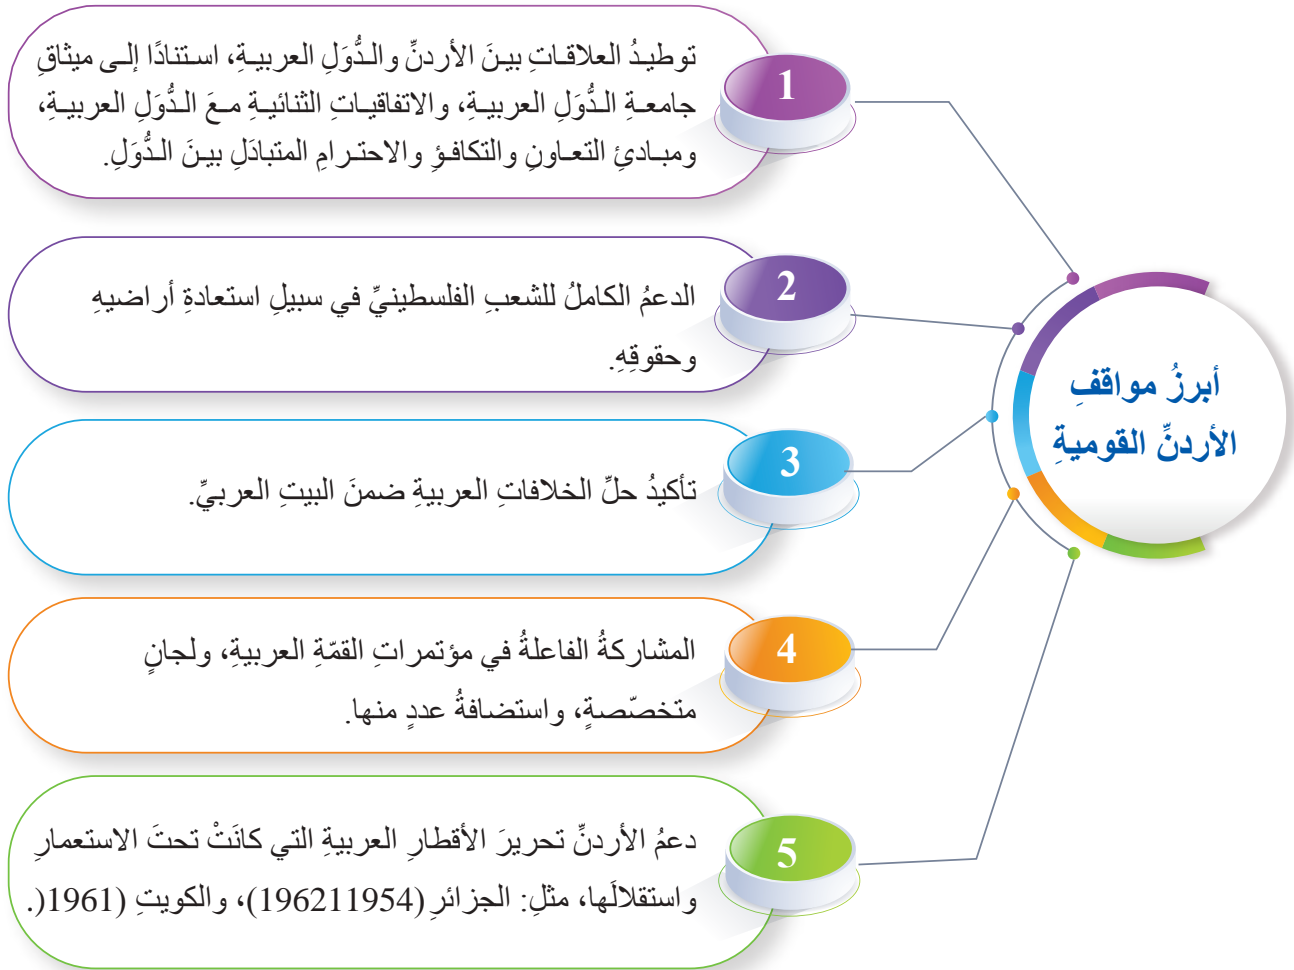 أبرزُ مواقفِ
الأردنِّ القوميةِ
1
توطيدُ العلاقاتِ بينَ الأردنِّ والدُّوَلِ العربيةِ، استنادًا إلى ميثاقِ
جامعةِ الدُّوَلِ العربيةِ، والاتفاقياتِ الثنائيةِ معَ الدُّوَلِ العربيةِ،
ومبادئِ التعاونِ والتكافؤِ والاحترامِ المتبادَلِ بينَ الدُّوَلِ.
2
الدعمُ الكاملُ للشعبِ الفلسطينيِّ في سبيلِ استعادةِ أراضيهِ
وحقوقِهِ.
3
تأكيدُ حلِّ الخلافاتِ العربيةِ ضمنَ البيتِ العربيِّ.
4
المشاركةُ الفاعلةُ في مؤتمراتِ القمّةِ العربيةِ، ولجانٍ
متخصّصةٍ، واستضافةُ عددٍ منها.
5
دعمُ الأردنِّ تحريرَ الأقطارِ العربيةِ التي كانَتْ تحتَ الاستعمارِ
واستقلالَها، مثلِ: الجزائرِ (196211954)، والكويتِ (1961(.